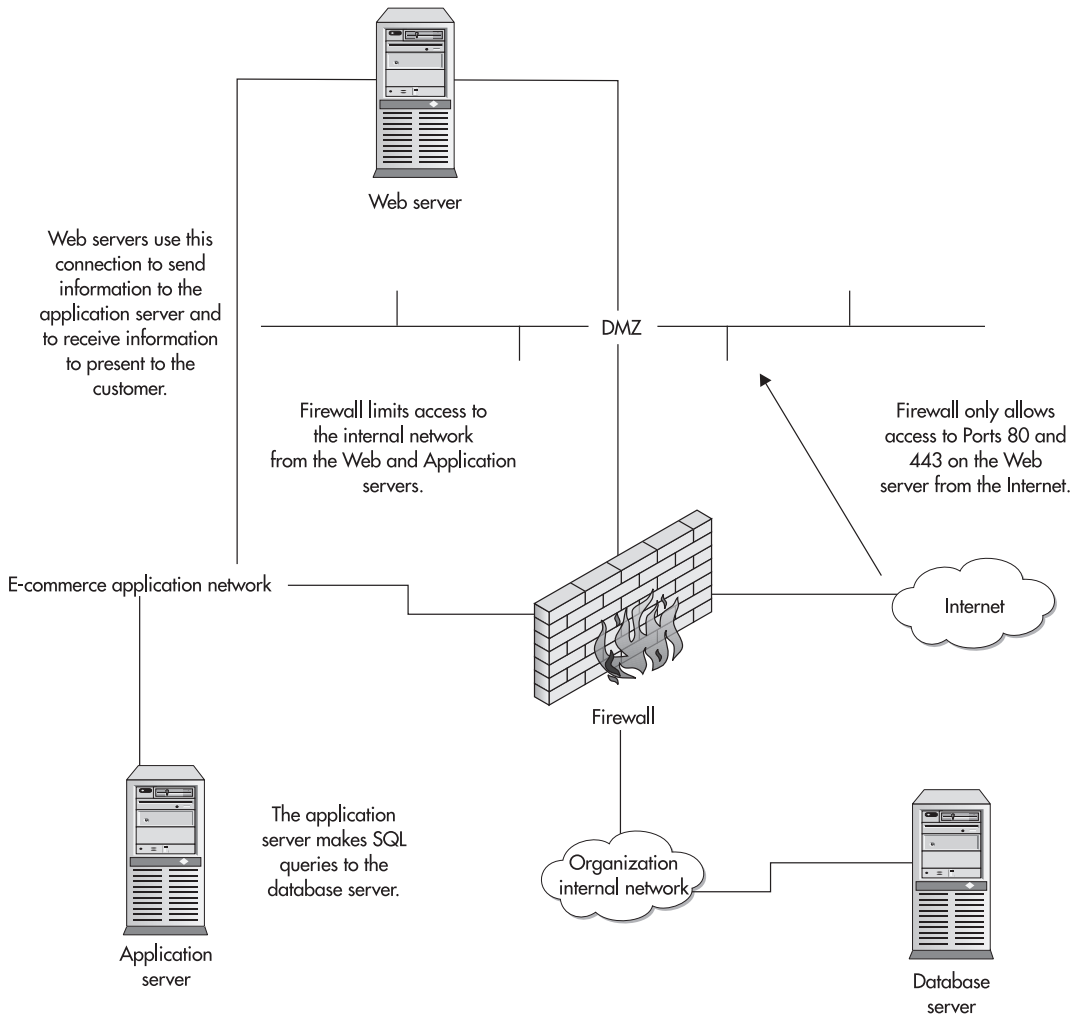 Web server
Web servers use this
connection to send
information to the
application server and
to receive information
to present to the
customer.
DMZ
Firewall limits access to
the internal network
from the Web and Application
servers.
Firewall only allows
access to Ports 80 and
443 on the Web
server from the Internet.
E-commerce application network
Internet
Firewall
The application
server makes SQL
queries to the
database server.
Organization
internal network
Application
server
Database
server